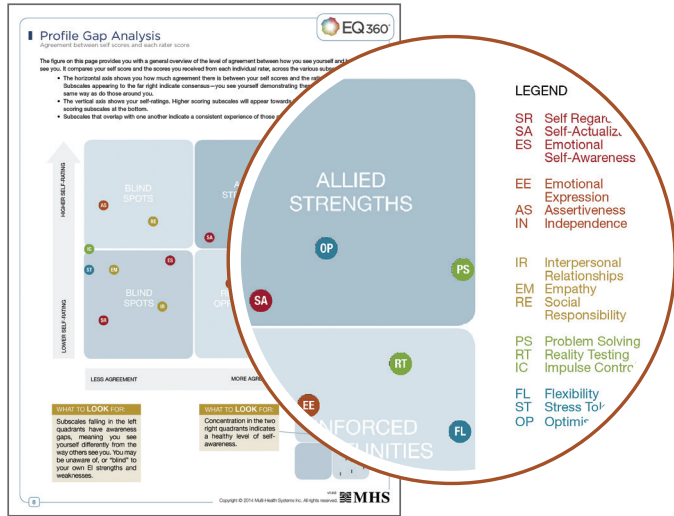 Profile Gap Analysis
Agreement between self scores and each rater score
EQ360
The figure on this page provides you with a general overview of the level of agreement between how you see yourself and
see you. It compares your self score and the scores you received from each individual rater, across the various
• The horizontal axis shows you how much agreement there is between your self scores and the
Subscales appearing to the far right indicate consensus—you see yourself demonstrating
same way as do those around you.
• The vertical axis shows your self-ratings. Higher scoring subscales will appear towards
scoring subscales at the bottom.
• Subscales that overlap with one another indicate a consistent experience of those
HIGHER SELF-RATING
LOWER SELF-RATING
BLIND
SPOTS
AS
RE
SA
IC
ST
EM
ES
BLIND
SPOTS
IR
SR
LESS AGREEMENT
MORE
WHAT TO LOOK FOR:
Subscales falling in the left
quadrants have awareness
gaps, meaning you see
yourself differently from the
way others see you. You may
be unaware of, or "blind" to
your own EI strengths and
weaknesses.
WHAT TO LOOK FOR:
Concentration in the two
right quadrants indicates
a healthy level of self-
awareness.
ALLIED
STRENGTHS
OP
PS
SA
RT
EE
FL
LEGEND
SR Self
SA
ES Emotional
Self-Awareness
EE Emotional
Expression
AS Assertiveness
IN Independence
IR Interpersonal
Relationships
EM Empathy
RE Social
Responsibility
PS Problem Solving
RT Reality Testing
IC Impulse
FL Flexibility
ST Stress
OP
6
Copyright © 2014 Multi-Health Systems Inc. All rights reserved.
MHS